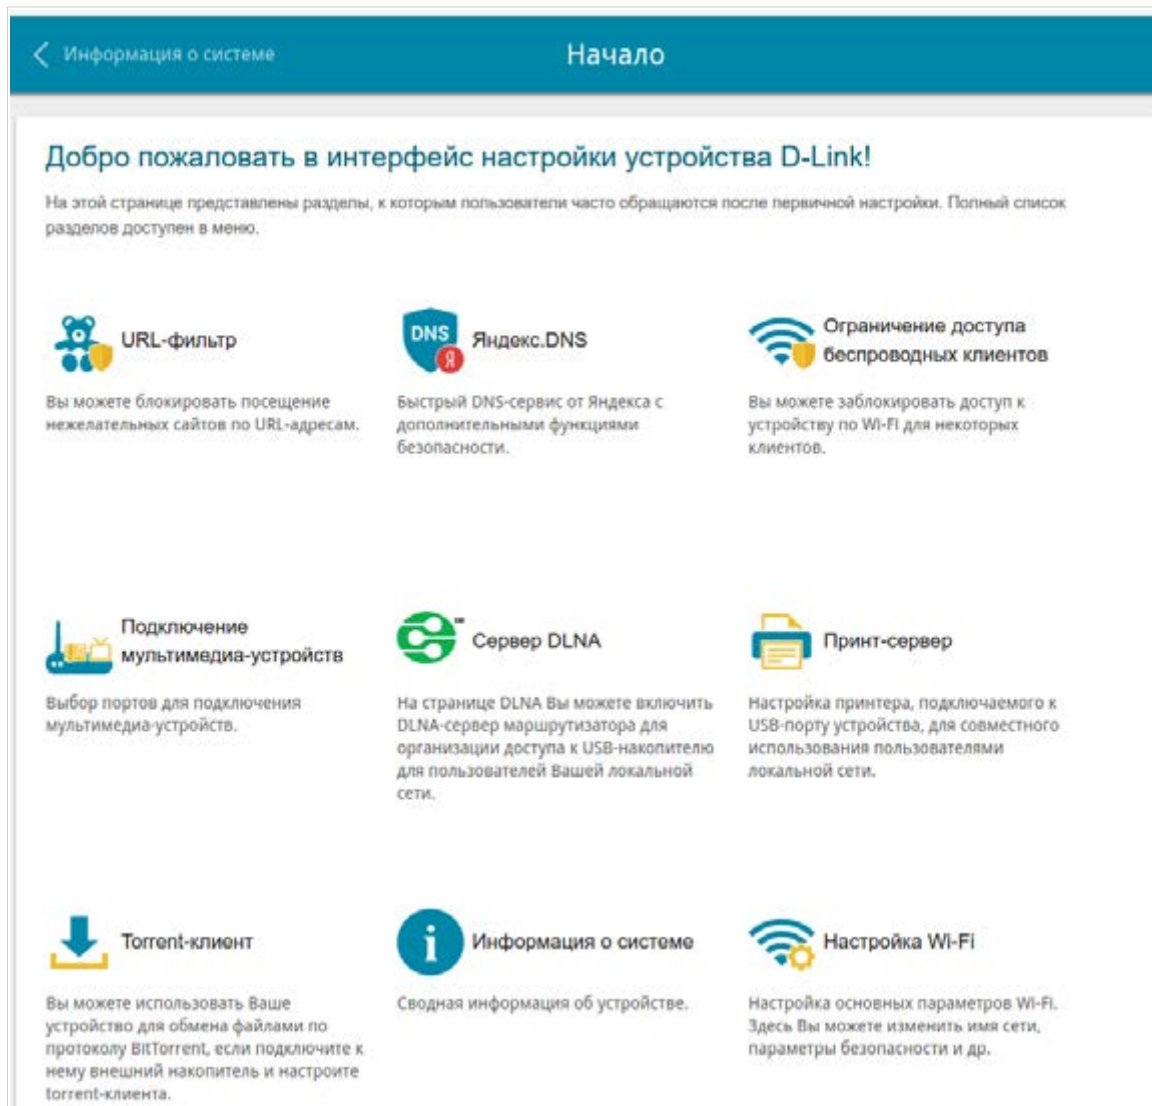 Информация о системе
Начало
Добро пожаловать в интерфейс настройки устройства D-Link!
На этой странице представлены разделы, к которым пользователи часто обращаются после первичной настройки. Полный список
разделов доступен в меню.
URL-фильтр
Вы можете блокировать посещение
нежелательных сайтов по URL-адресам.
DNS
Я
Яндекс.DNS
Быстрый DNS-сервис от Яндекса с
дополнительными функциями
безопасности.
Ограничение доступа
беспроводных клиентов
Вы можете заблокировать доступ к
устройству по Wi-Fi для некоторых
клиентов.
Подключение
мультимедиа-устройств
Выбор портов для подключения
мультимедиа-устройств.
Сервер DLNA
На странице DLNA Вы можете включить
DLNA-сервер маршрутизатора для
организации доступа к USB-накопителю
для пользователей Вашей локальной
сети.
Принт-сервер
Настройка принтера, подключаемого к
USB-порту устройства, для совместного
использования пользователями
локальной сети.
Torrent-клиент
Вы можете использовать Ваше
устройство для обмена файлами по
протоколу BitTorrent, если подключите к
нему внешний накопитель и настроите
torrent-клиента.
i
Информация о системе
Сводная информация об устройстве.
Настройка Wi-Fi
Настройка основных параметров Wi-Fi.
Здесь Вы можете изменить имя сети,
параметры безопасности и др.